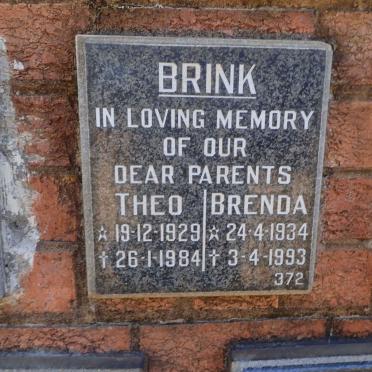 BRINK
IN LOVING MEMORY
OF OUR
DEAR PARENTS
THEO BRENDA
☆ 19-12-1929 ☆ 24-4-1934
† 26-1-1984 † 3-4-1993
372